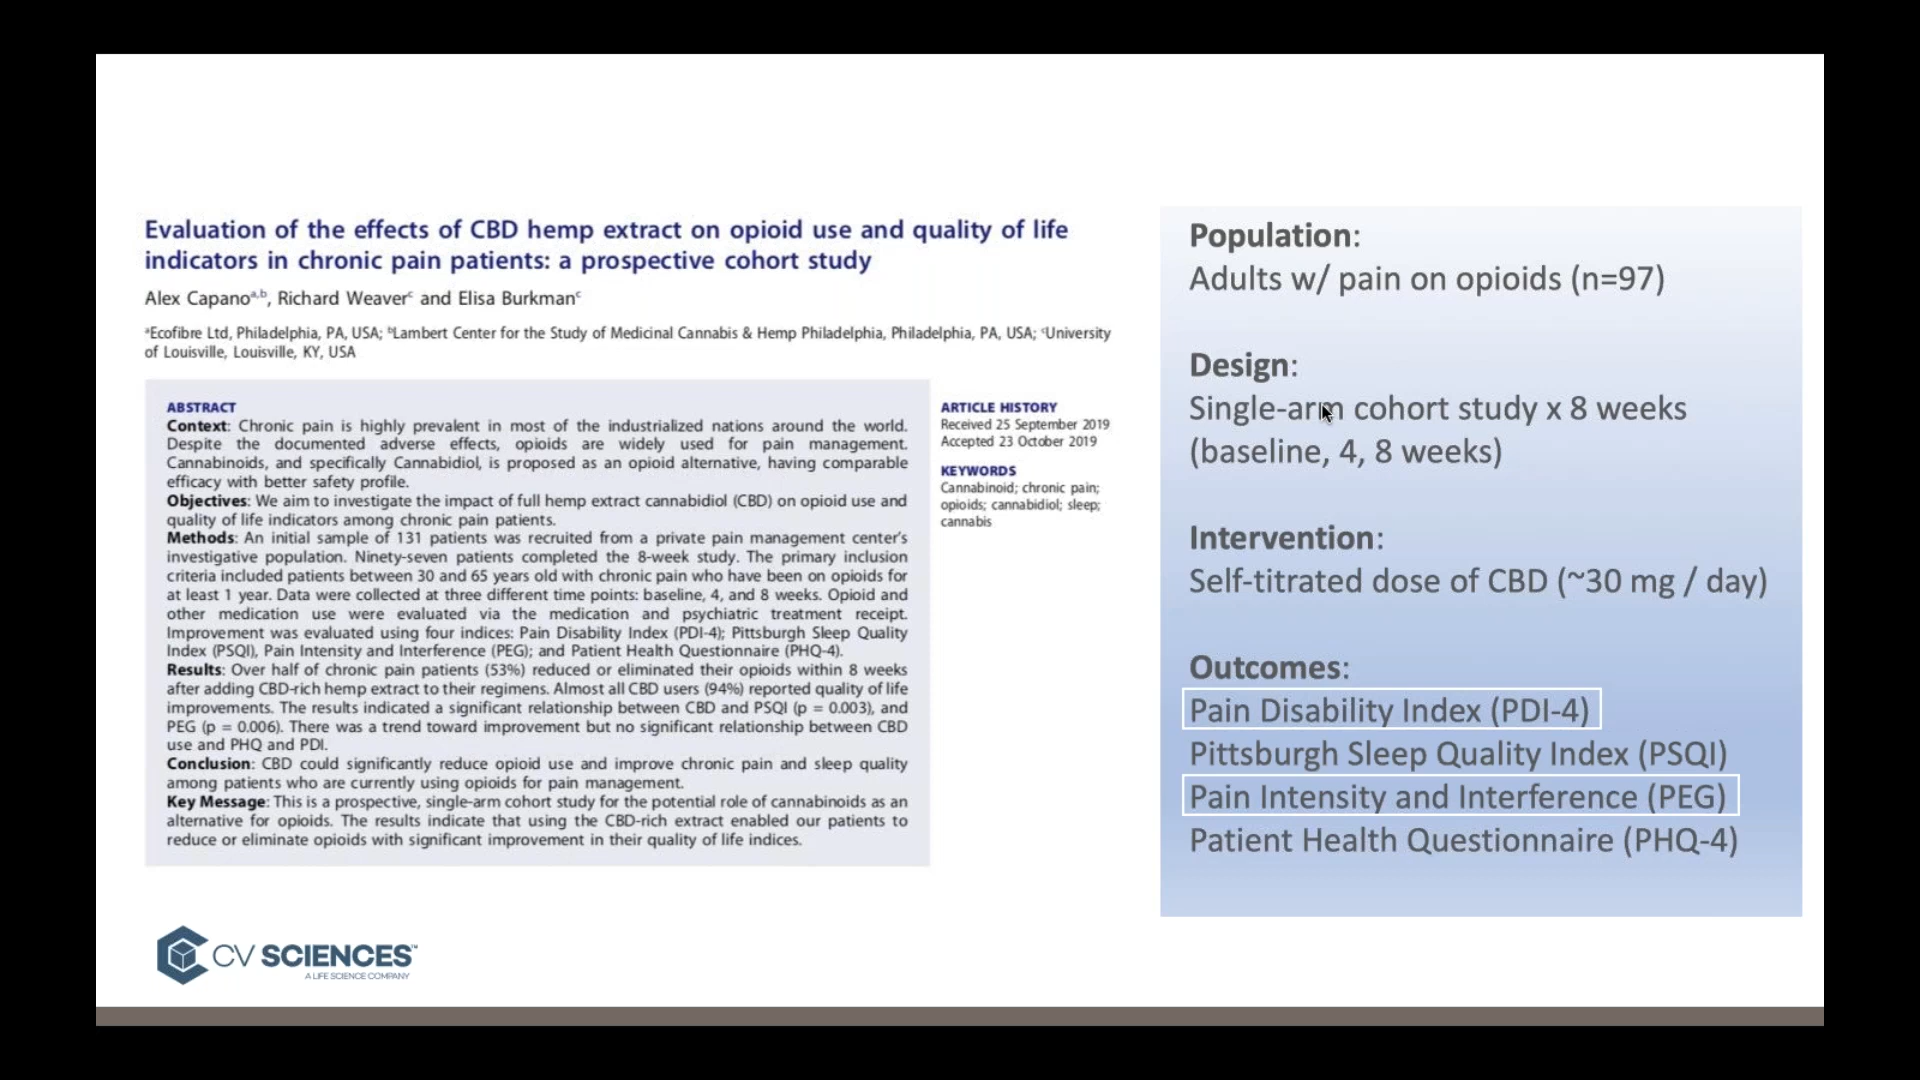 Evaluation of the effects of CBD hemp extract on opioid use and quality of life
indicators in chronic pain patients: a prospective cohort study
Alex Capanoa,b, Richard Weaverc and Elisa Burkmanc
aEcofibre Ltd, Philadelphia, PA, USA; bLambert Center for the Study of Medicinal Cannabis & Hemp Philadelphia, Philadelphia, PA, USA; cUniversity
of Louisville, Louisville, KY, USA
ABSTRACT
Context: Chronic pain is highly prevalent in most of the industrialized nations around the world.
Despite the documented adverse effects, opioids are widely used for pain management.
Cannabinoids, and specifically Cannabidiol, is proposed as an opioid alternative, having comparable
efficacy with better safety profile.
Objectives: We aim to investigate the impact of full hemp extract cannabidiol (CBD) on opioid use and
quality of life indicators among chronic pain patients.
Methods: An initial sample of 131 patients was recruited from a private pain management center's
investigative population. Ninety-seven patients completed the 8-week study. The primary inclusion
criteria included patients between 30 and 65 years old with chronic pain who have been on opioids for
at least 1 year. Data were collected at three different time points: baseline, 4, and 8 weeks. Opioid and
other medication use were evaluated via the medication and psychiatric treatment receipt.
Improvement was evaluated using four indices: Pain Disability Index (PDI-4); Pittsburgh Sleep Quality
Index (PSQI), Pain Intensity and Interference (PEG); and Patient Health Questionnaire (PHQ-4).
Results: Over half of chronic pain patients (53%) reduced or eliminated their opioids within 8 weeks
after adding CBD-rich hemp extract to their regimens. Almost all CBD users (94%) reported quality of life
improvements. The results indicated a significant relationship between CBD and PSQI (p = 0.003), and
PEG (p = 0.006). There was a trend toward improvement but no significant relationship between CBD
use and PHQ and PDI.
Conclusion: CBD could significantly reduce opioid use and improve chronic pain and sleep quality
among patients who are currently using opioids for pain management.
Key Message: This is a prospective, single-arm cohort study for the potential role of cannabinoids as an
alternative for opioids. The results indicate that using the CBD-rich extract enabled our patients to
reduce or eliminate opioids with significant improvement in their quality of life indices.
ARTICLE HISTORY
Received 25 September 2019
Accepted 23 October 2019
KEYWORDS
Cannabinoid; chronic pain;
opioids; cannabidiol; sleep;
cannabis
Population:
Adults w/ pain on opioids (n=97)
Design:
Single-arm cohort study x 8 weeks
(baseline, 4, 8 weeks)
Intervention:
Self-titrated dose of CBD (~30 mg / day)
Outcomes:
Pain Disability Index (PDI-4)
Pittsburgh Sleep Quality Index (PSQI)
Pain Intensity and Interference (PEG)
Patient Health Questionnaire (PHQ-4)
CV SCIENCES™
A LIFE SCIENCE COMPANY